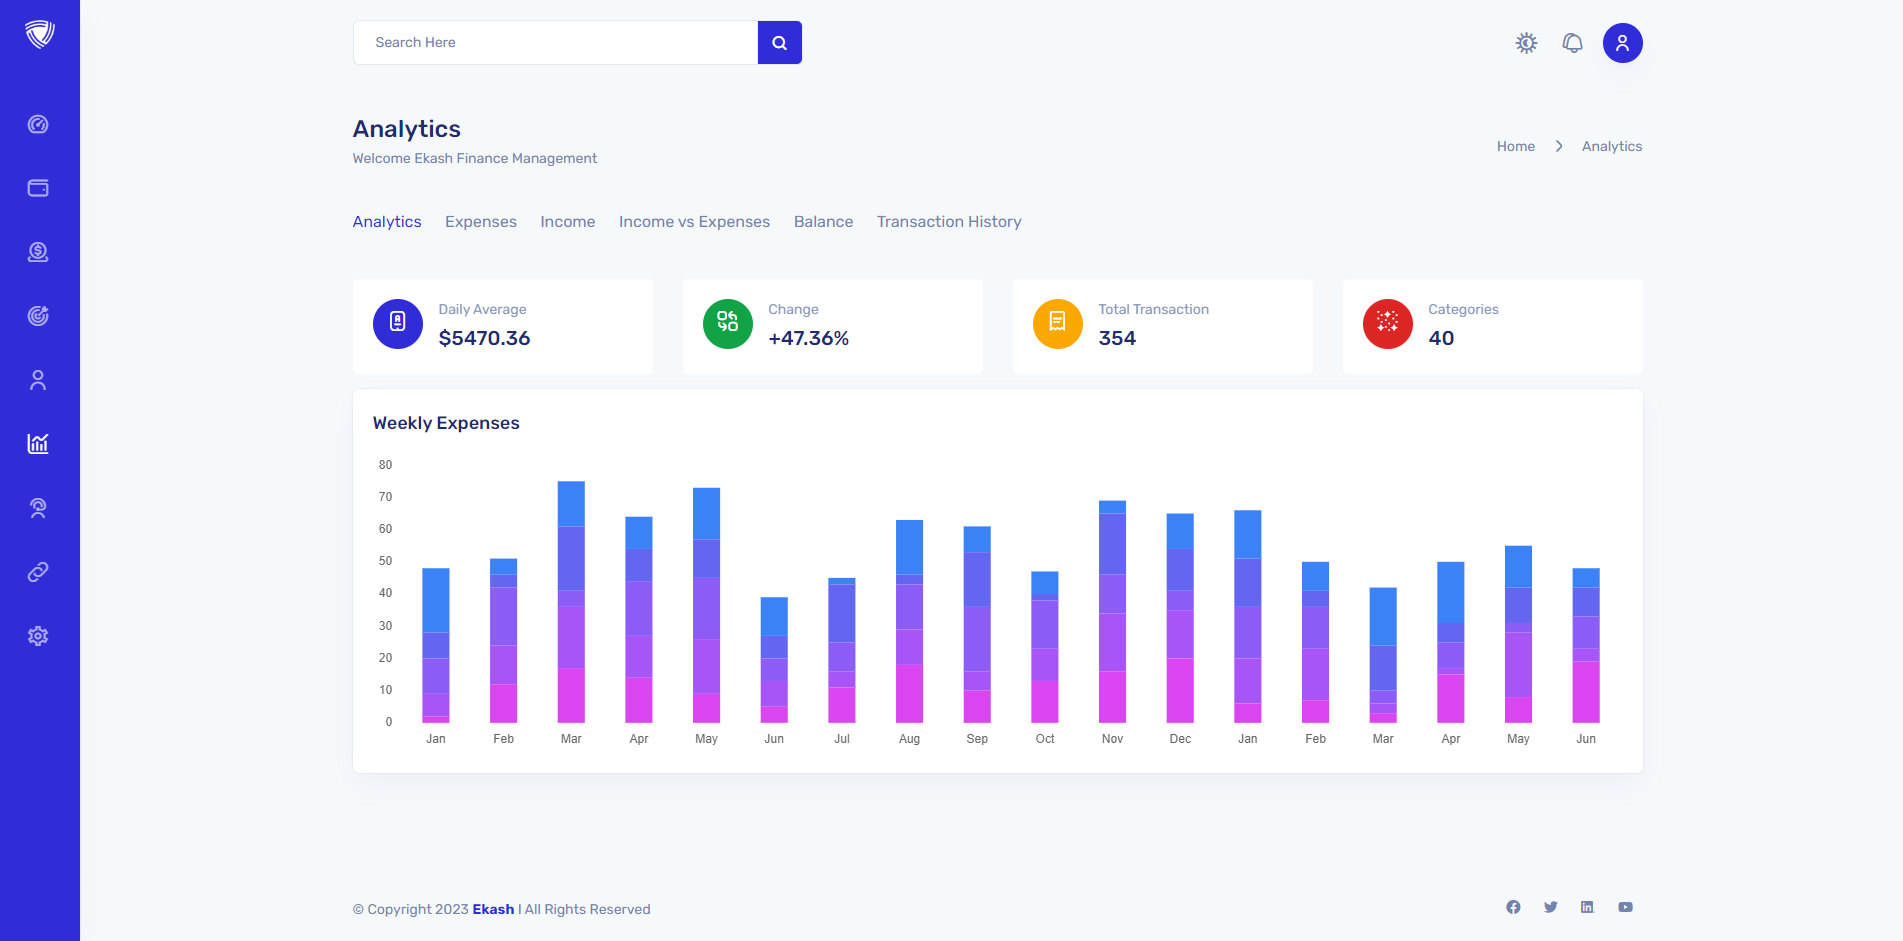 Search Here
Analytics
Welcome Ekash Finance Management
Home
Analytics
Analytics Expenses Income Income vs Expenses Balance Transaction History
Daily Average
$5470.36
Change
+47.36%
Total Transaction
354
Categories
40
Weekly Expenses
80
70
60
50
40
30
20
10
0
Jan Feb Mar Apr May Jun Jul Aug Sep Oct Nov Dec Jan Feb Mar Apr May Jun
© Copyright 2023 Ekash I All Rights Reserved